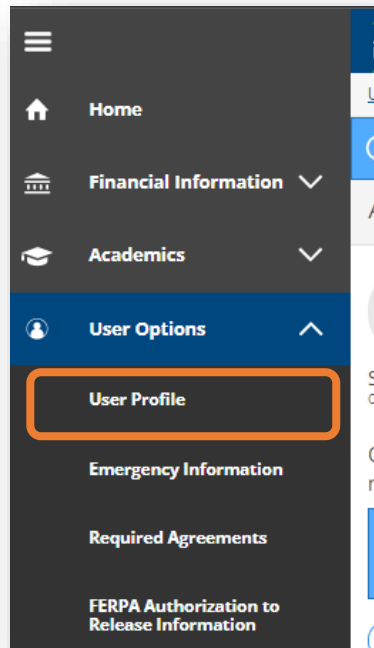 Home
Financial Information
Academics
User Options
User Profile
Emergency Information
Required Agreements
FERPA Authorization to
Release Information